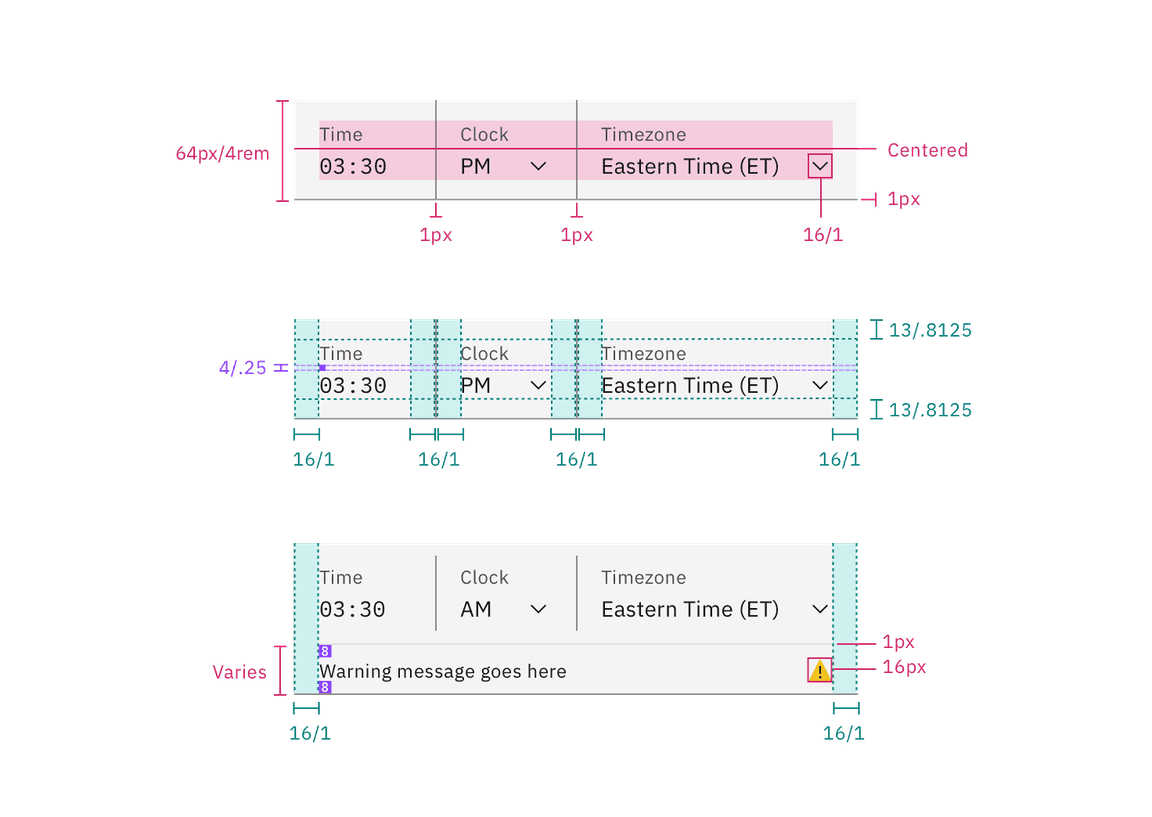 Time Clock Timezone
64px/4rem Centered
03:30 PM Eastern Time (ET)
1px
1px 1px 16/1
13/.8125
Time Clock Timezone
4/.25
03:30 PM Eastern Time (ET)
13/.8125
16/1 16/1 16/1 16/1
Time Clock Timezone
03:30 AM Eastern Time (ET)
1px
8
Varies Warning message goes here 16px
8
16/1 16/1